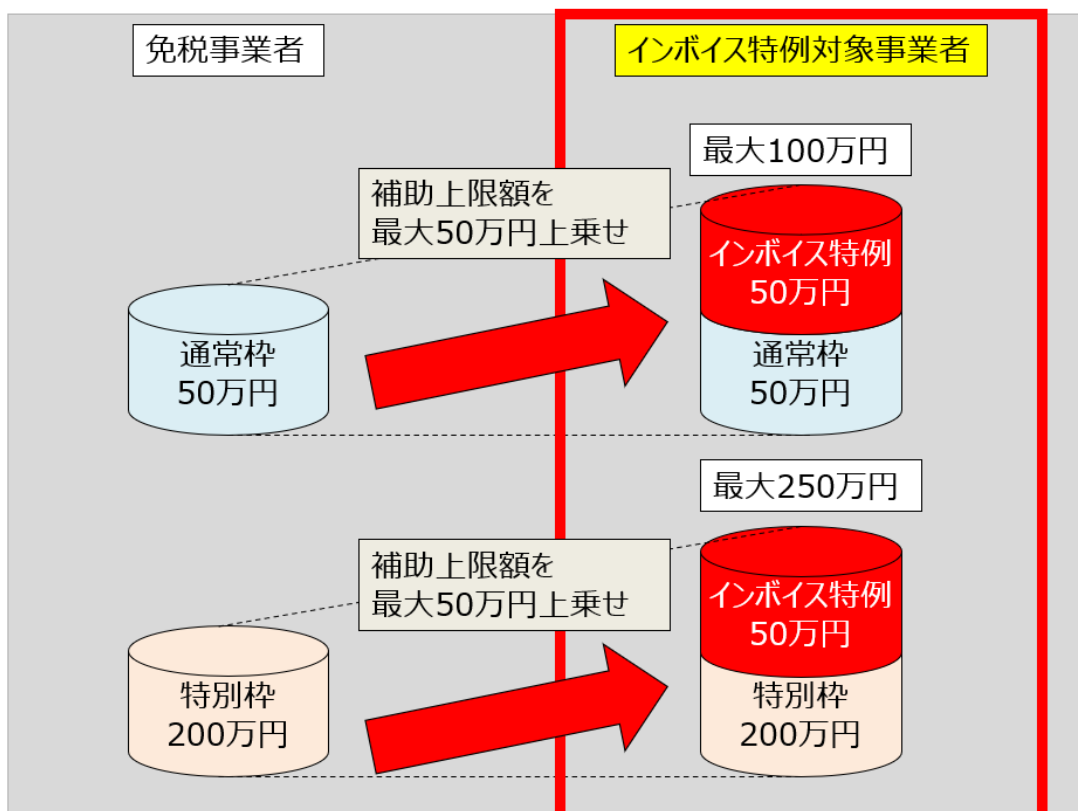 免税事業者
インボイス特例対象事業者
最大100万円
補助上限額を
最大50万円上乗せ
インボイス特例
50万円
通常枠
50万円
通常枠
50万円
最大250万円
補助上限額を
最大50万円上乗せ
インボイス特例
50万円
特別枠
200万円
特別枠
200万円